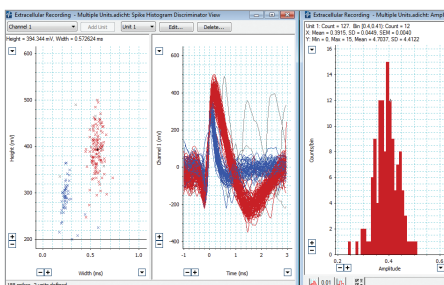 Extracellular Recording - Multiple Units.adicht: Spike Histogram Discriminator View
Channel 1
Add Unit
Unit 1
Edit...
Delete...
Height = 394.344 mV, Width = 0.572624 ms
Height (mV)
600
500
400
300
200
0.0
0.5
1.0
Width (ms)
Channel 1 (mV)
600
400
200
0
-200
-400
-1
0
1
2
3
Time (ms)
Extracellular Recording - Multiple Units.adicht: Ampl
Unit 1: Count = 127. Bin [0.4,0.41): Count = 12
X: Mean = 0.3915, SD = 0.0449, SEM = 0.0040
Y: Min = 0, Max = 15, Mean = 4.7037, SD = 4.4122
Counts/Bin
16
14
12
10
8
6
4
2
0
0.2
0.4
0.6
Amplitude
0.01